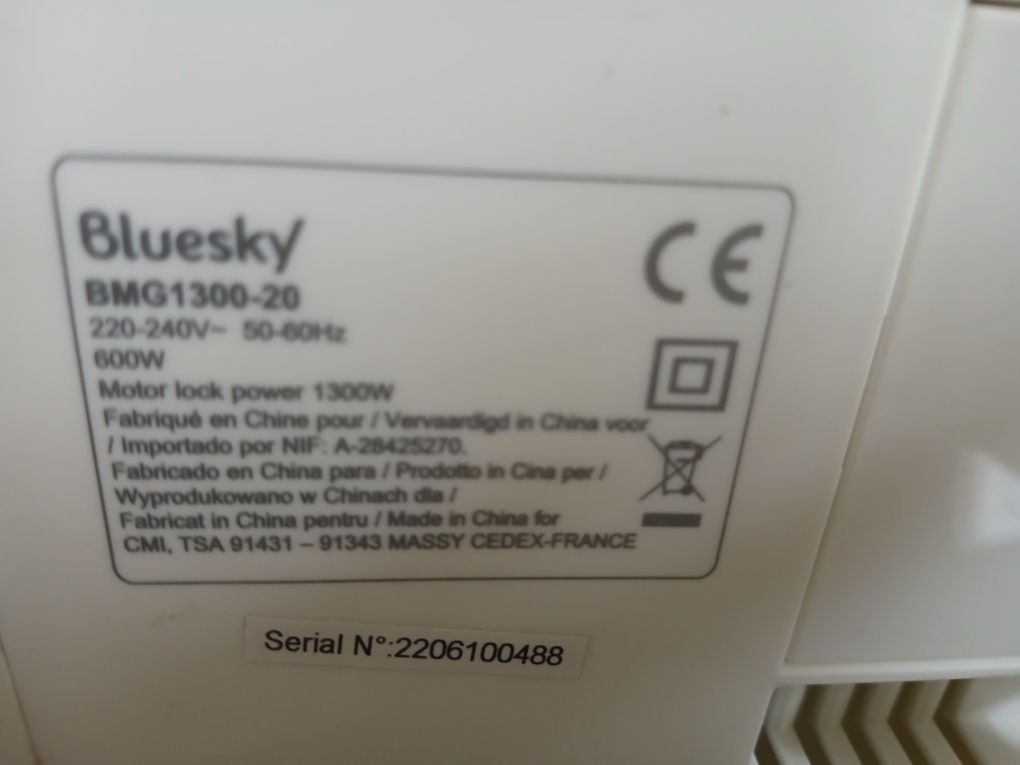 Bluesky
BMG1300-20
220-240V~ 50-60Hz
600W
Motor lock power 1300W
Fabriqué en Chine pour / Vervaardigd in China voor
/ Importado por NIF: A-28425270.
Fabricado en China para / Prodotto in Cina per /
Wyprodukowano w Chinach dla /
Fabricat in China pentru / Made in China for
CMI, TSA 91431 – 91343 MASSY CEDEX-FRANCE
CE
Serial N°:2206100488